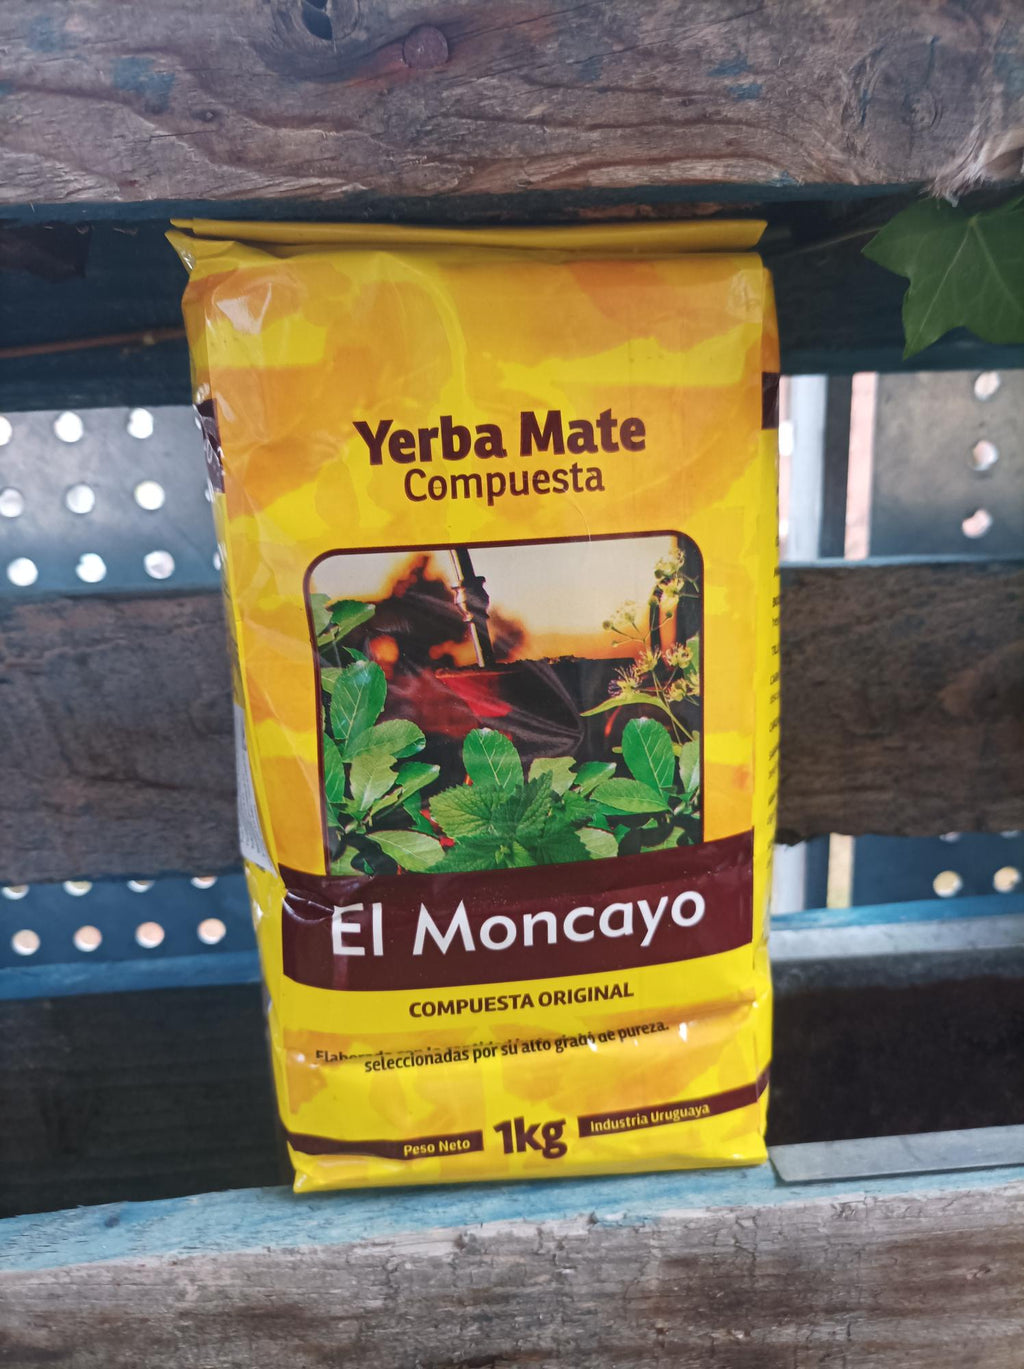 Yerba Mate
Compuesta
El Moncayo
COMPUESTA ORIGINAL
seleccionadas por su alto grado de pureza.
Peso Neto
1kg
Industria Uruguaya